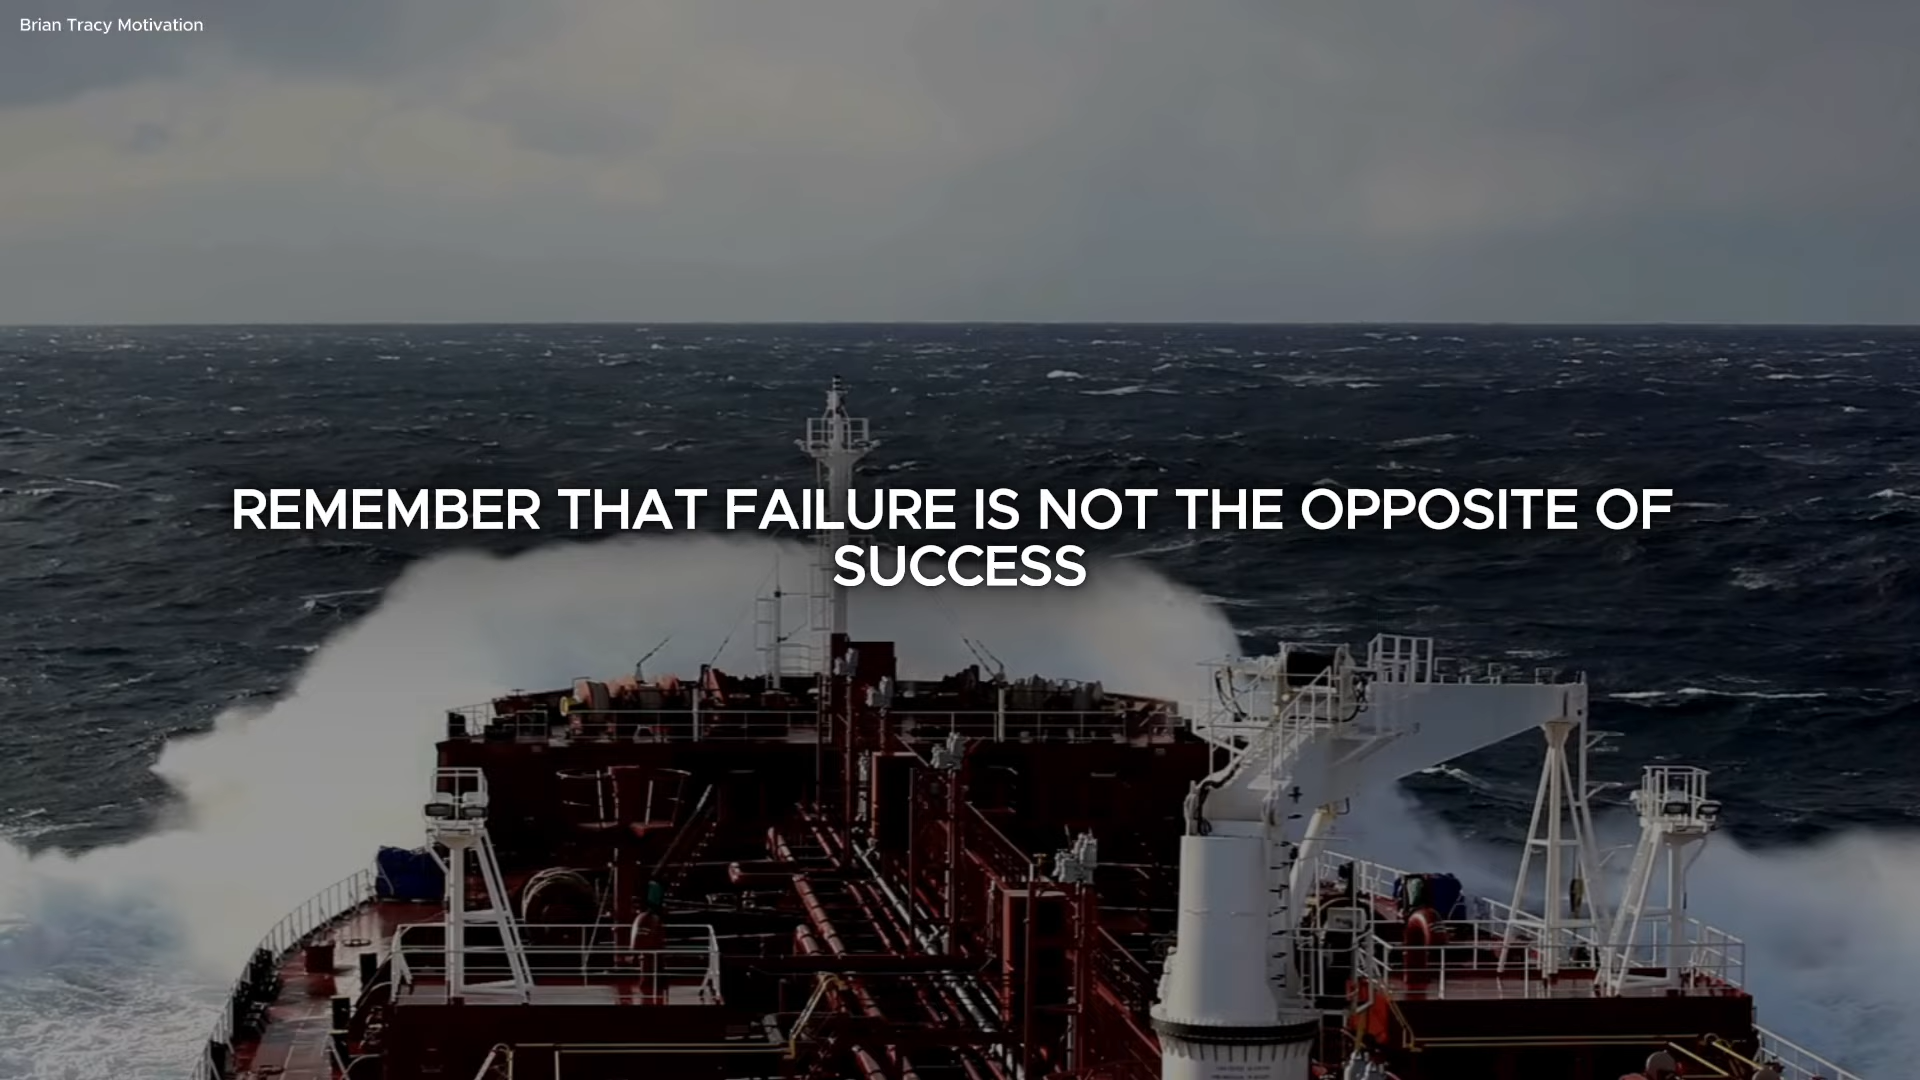 Brian Tracy Motivation
REMEMBER THAT FAILURE IS NOT THE OPPOSITE OF
SUCCESS